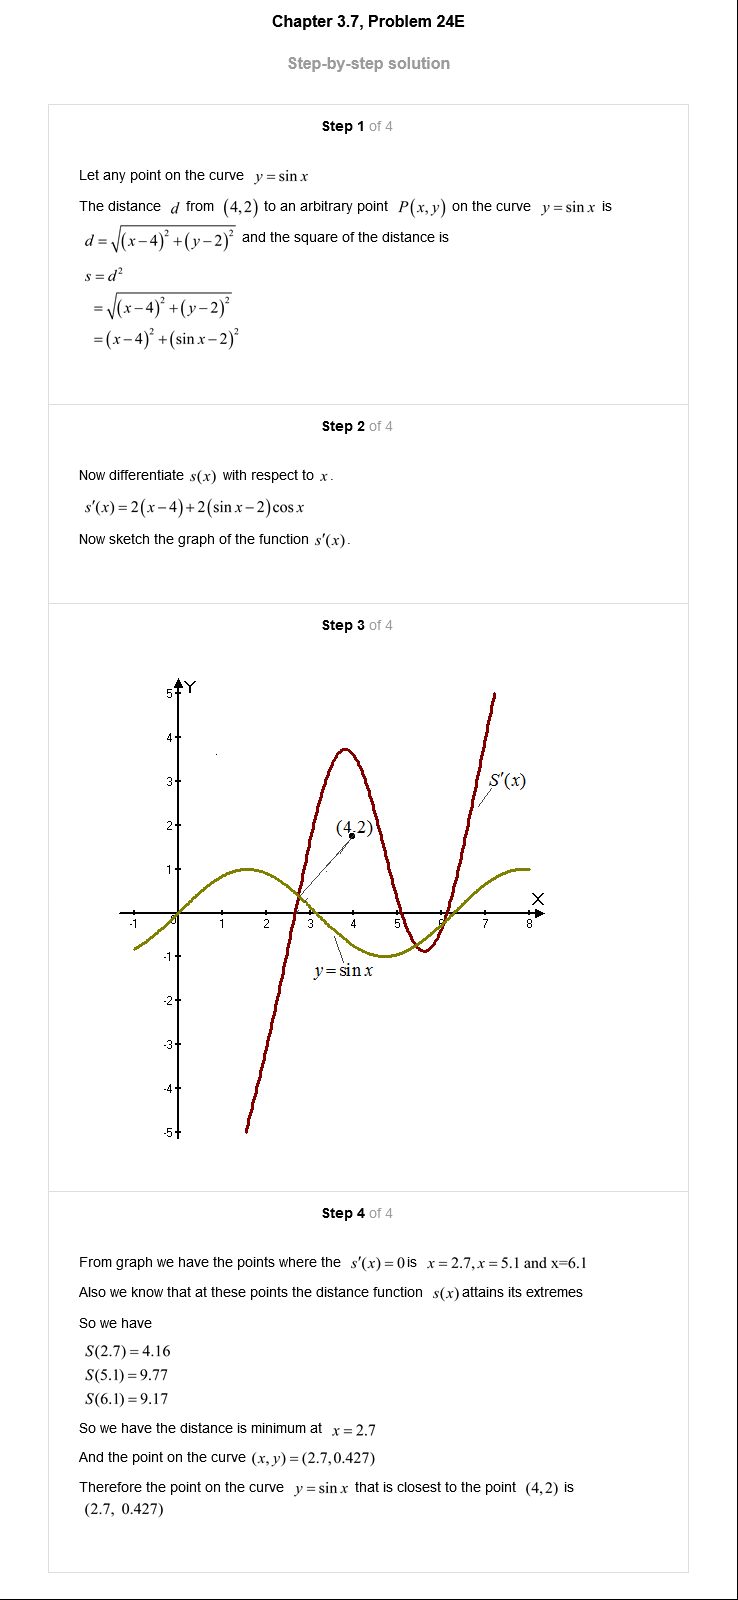 Chapter 3.7, Problem 24E
Step-by-step solution
Step 1 of 4
Let any point on the curve y = sin x
The distance d from (4,2) to an arbitrary point P(x, y) on the curve y = sin x is
d = √((x−4)² + (y−2)²) and the square of the distance is
s = d²
= √((x−4)² + (y−2)²)
= (x−4)² + (sin x − 2)²
Step 2 of 4
Now differentiate s(x) with respect to x.
s′(x) = 2(x−4) + 2(sin x − 2)cos x
Now sketch the graph of the function s′(x).
Step 3 of 4
Y
5
4
3
S′(x)
2
(4,2)
1
X
-1 0 1 2 3 4 5 6 7 8
-1
y = sin x
-2
-3
-4
-5
Step 4 of 4
From graph we have the points where the s′(x) = 0 is x = 2.7, x = 5.1 and x=6.1
Also we know that at these points the distance function s(x) attains its extremes
So we have
S(2.7) = 4.16
S(5.1) = 9.77
S(6.1) = 9.17
So we have the distance is minimum at x = 2.7
And the point on the curve (x, y) = (2.7, 0.427)
Therefore the point on the curve y = sin x that is closest to the point (4,2) is
(2.7, 0.427)